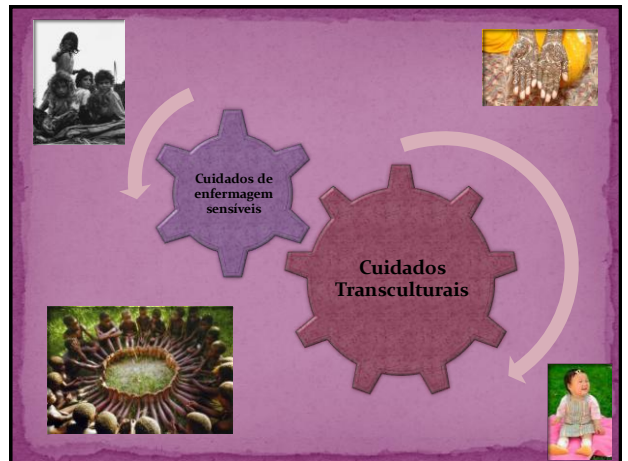 Cuidados de
enfermagem
sensíveis
Cuidados
Transculturais